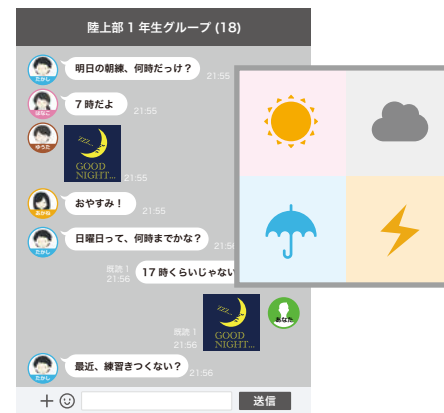 陸上部 1 年生グループ (18)
明日の朝練、何時だっけ？
21:55
たかし
7 時だよ
21:55
はなこ
ZZZ...
GOOD
NIGHT...
21:55
ゆうた
おやすみ！
21:55
あかね
日曜日って、何時までかな？
たかし
既読 1
21:56
17 時くらいじゃない
ZZZ...
GOOD
NIGHT...
既読 1
21:56
あなた
最近、練習きつくない？
21:56
たかし
送信